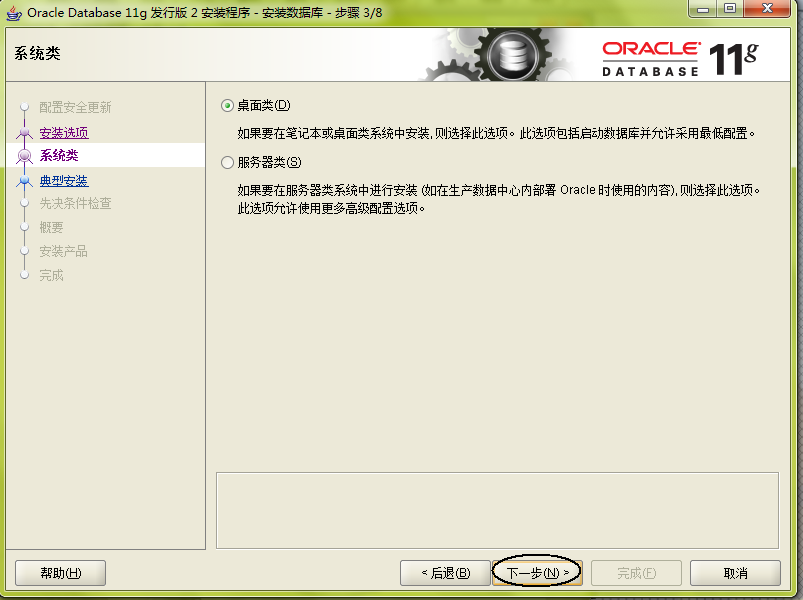 Oracle Database 11g 发行版 2 安装程序 - 安装数据库 - 步骤 3/8
系统类
ORACLE
DATABASE
11g
配置安全更新
安装选项
系统类
典型安装
先决条件检查
概要
安装产品
完成
桌面类(D)
如果要在笔记本或桌面类系统中安装, 则选择此选项。此选项包括启动数据库并允许采用最低配置。
服务器类(S)
如果要在服务器类系统中进行安装 (如在生产数据中心内部署 Oracle 时使用的内容), 则选择此选项。
此选项允许使用更多高级配置选项。
帮助(H)
< 后退(B)
下一步(N) >
完成(F)
取消